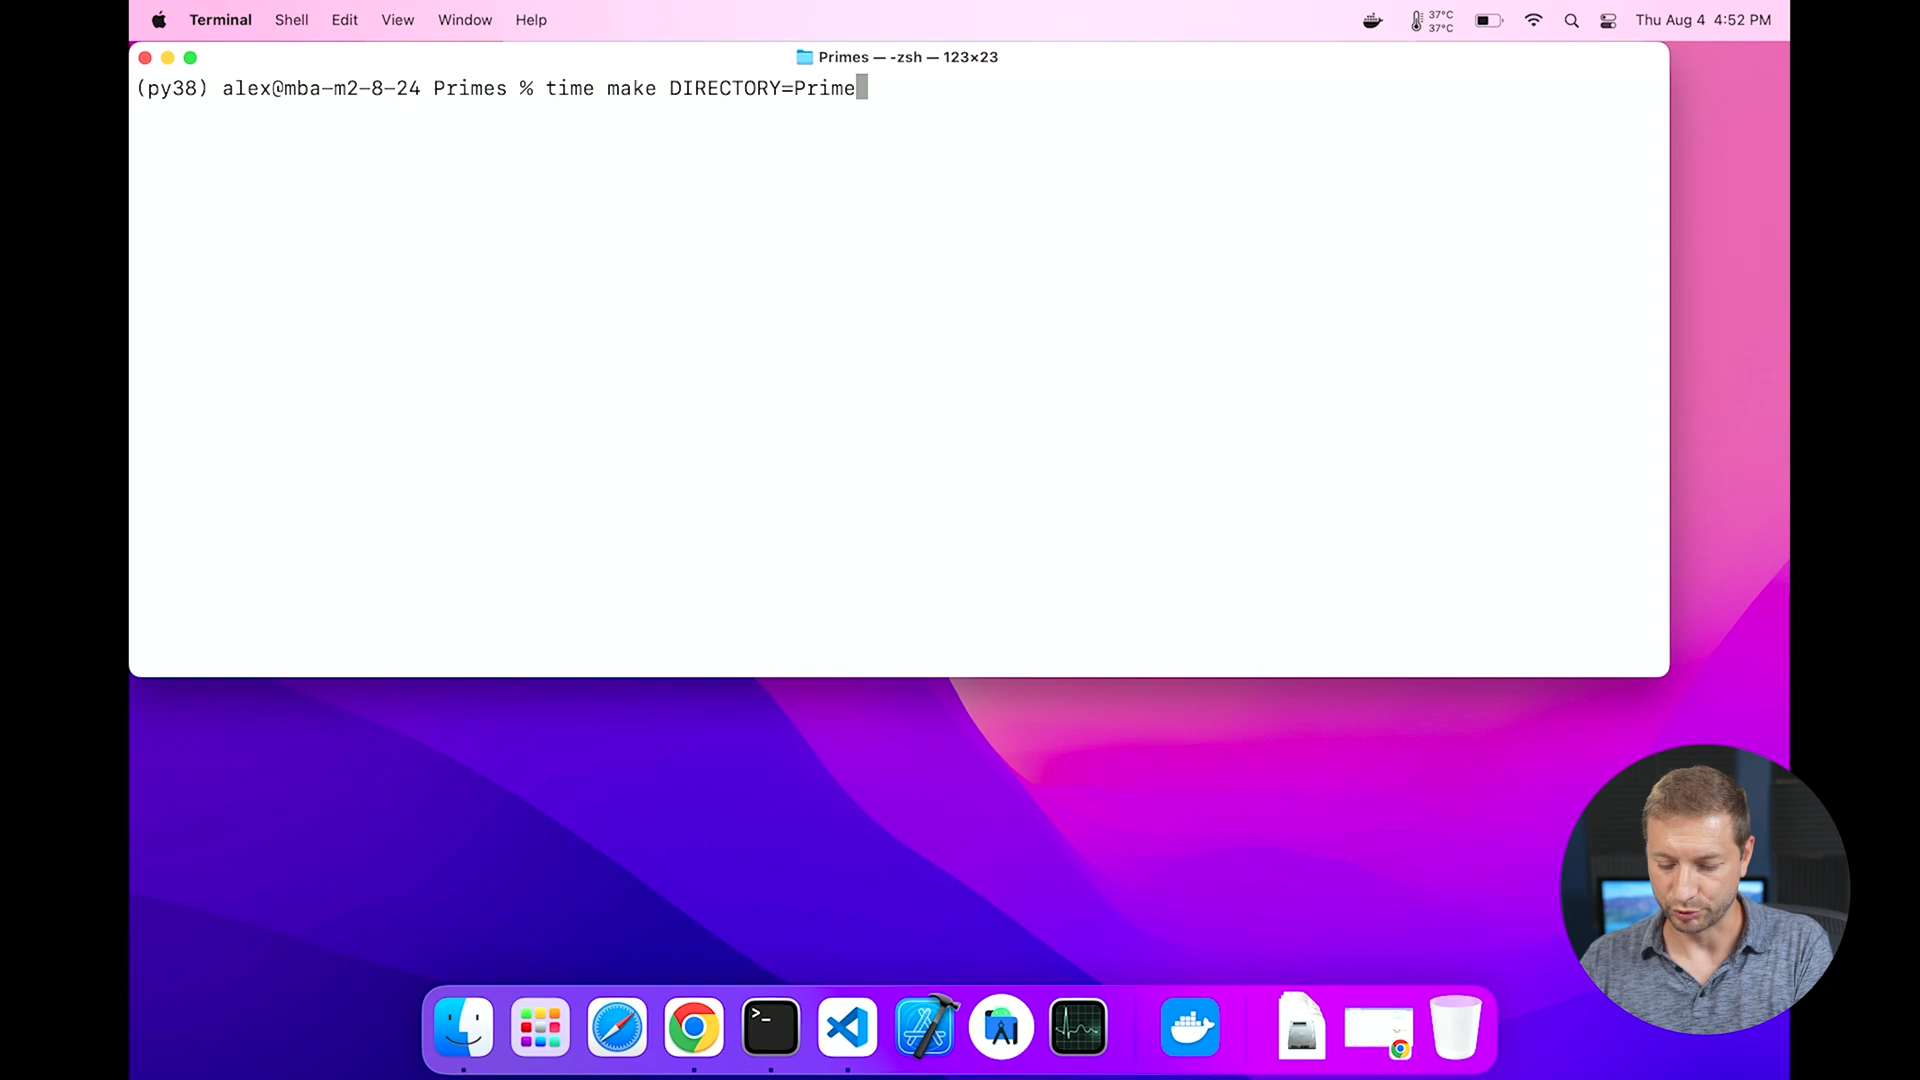 Terminal Shell Edit View Window Help 37°C 37°C Thu Aug 4 4:52 PM
Primes — -zsh — 123×23
(py38) alex@mba-m2-8-24 Primes % time make DIRECTORY=Prime
>_